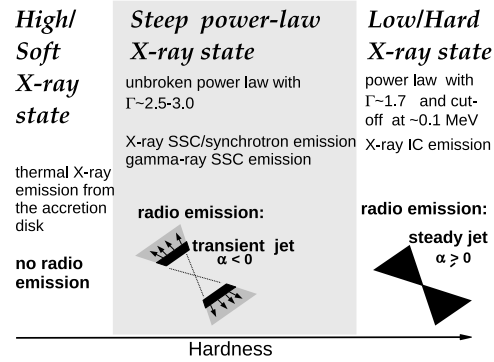 High/
Soft
X-ray
state
thermal X-ray
emission from
the accretion
disk
no radio
emission
Steep power-law
X-ray state
unbroken power law with
Γ~2.5-3.0
X-ray SSC/synchrotron emission
gamma-ray SSC emission
radio emission:
transient jet
α < 0
Low/Hard
X-ray state
power law with
Γ~1.7 and cut-
off at ~0.1 MeV
X-ray IC emission
radio emission:
steady jet
α ≥ 0
Hardness